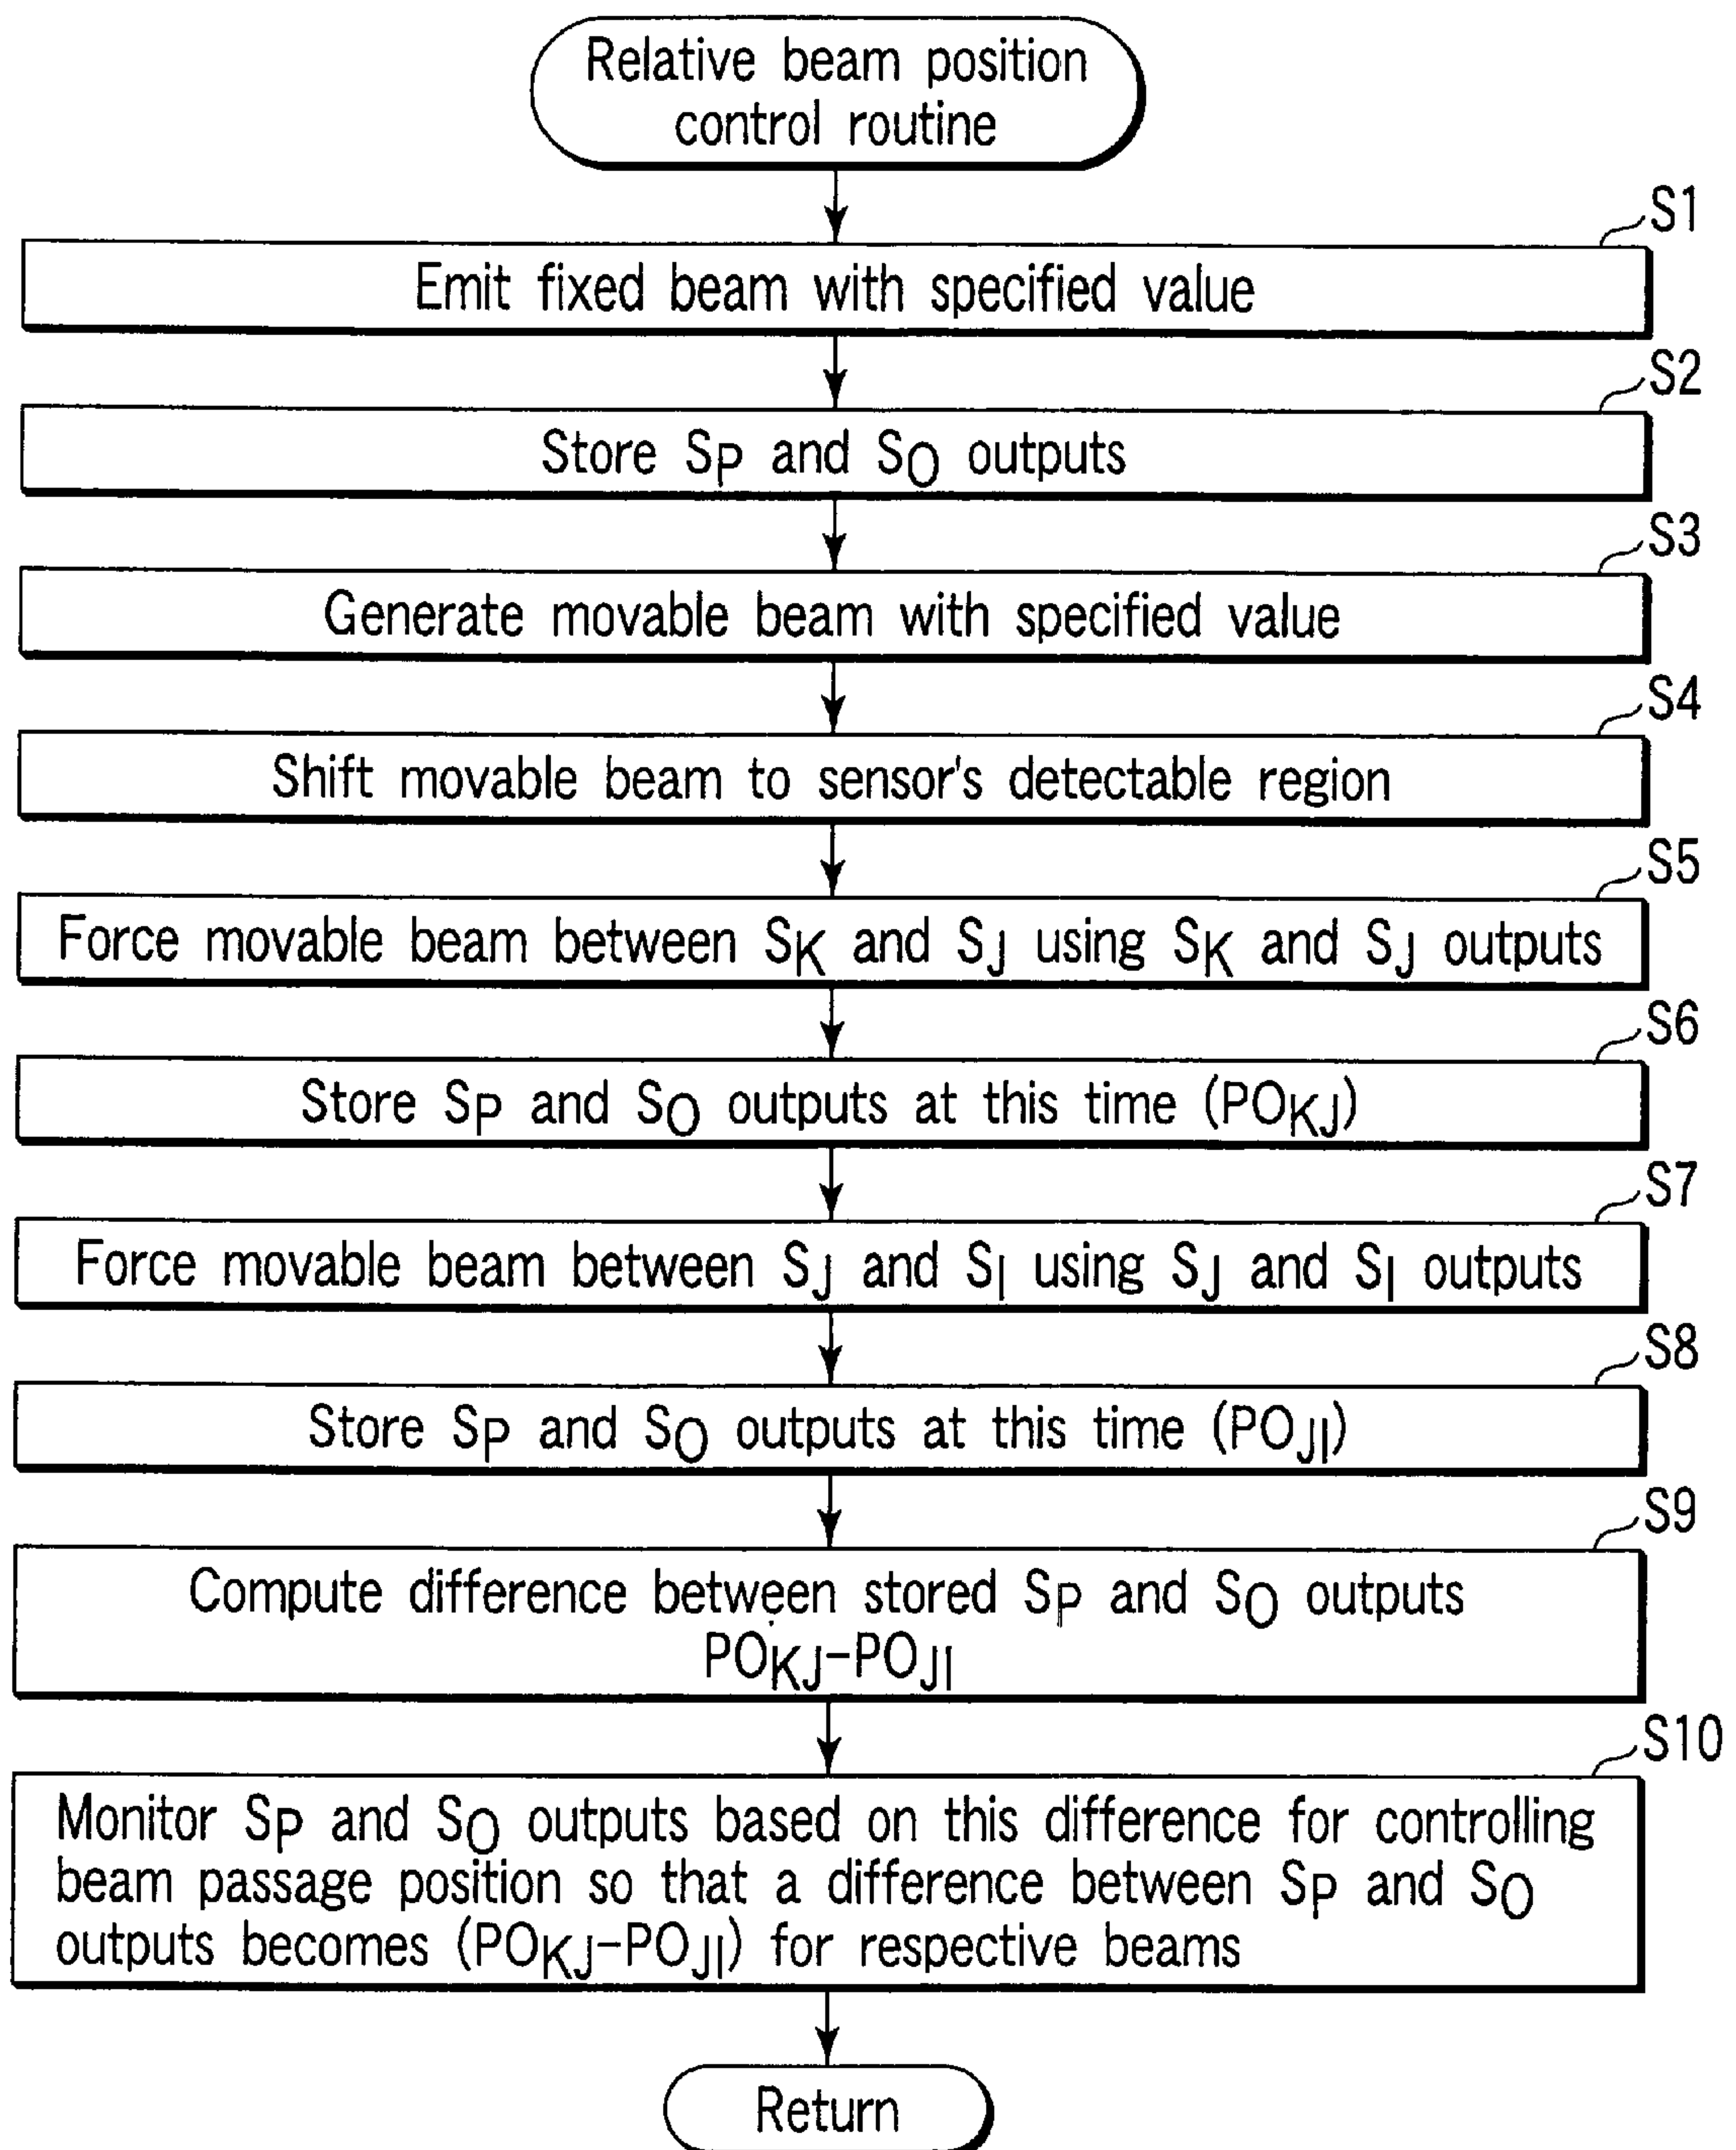 Relative beam position
control routine
S1
Emit fixed beam with specified value
S2
Store SP and SO outputs
S3
Generate movable beam with specified value
S4
Shift movable beam to sensor's detectable region
S5
Force movable beam between SK and SJ using SK and SJ outputs
S6
Store SP and SO outputs at this time (POKJ)
S7
Force movable beam between SJ and SI using SJ and SI outputs
S8
Store SP and SO outputs at this time (POJI)
S9
Compute difference between stored SP and SO outputs
POKJ-POJI
S10
Monitor SP and SO outputs based on this difference for controlling
beam passage position so that a difference between SP and SO
outputs becomes (POKJ-POJI) for respective beams
Return